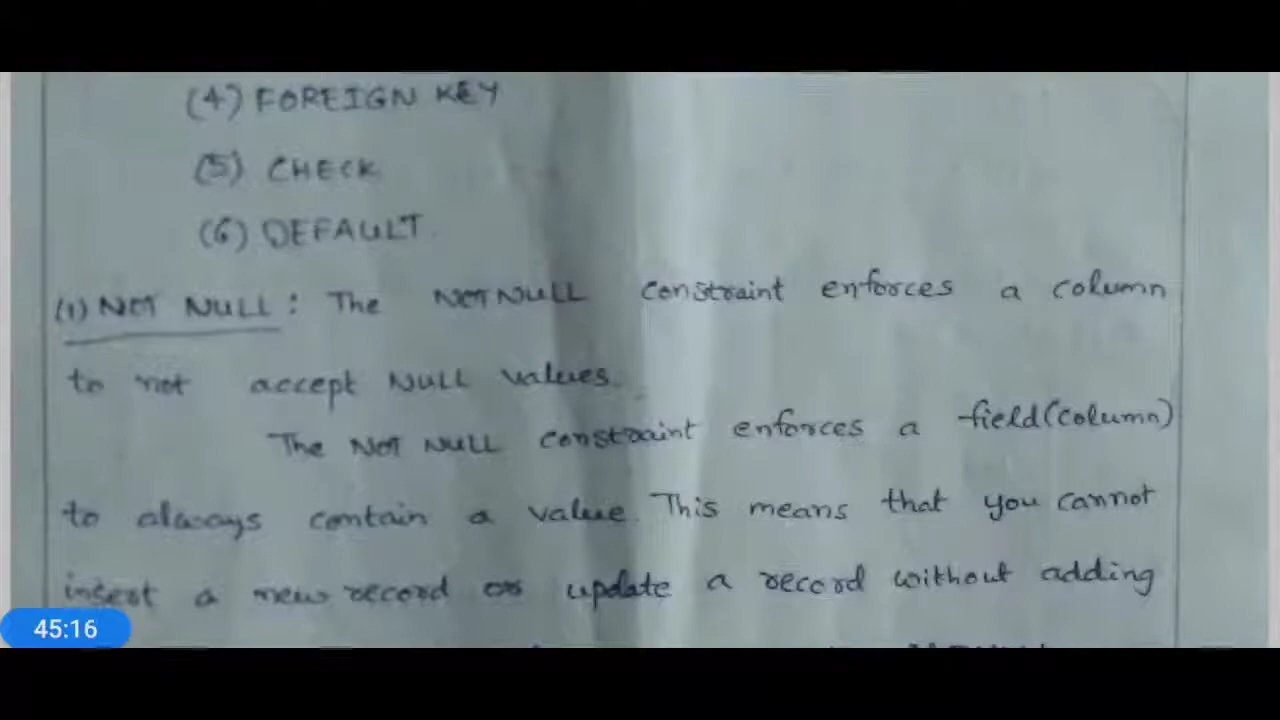 (4) FOREIGN KEY
(5) CHECK
(6) DEFAULT.
(1) NOT NULL : The NOT NULL constraint enforces a column
to not accept NULL values.
The NOT NULL constraint enforces a field(column)
to always contain a value. This means that you cannot
insert a new record or update a record without adding
45:16